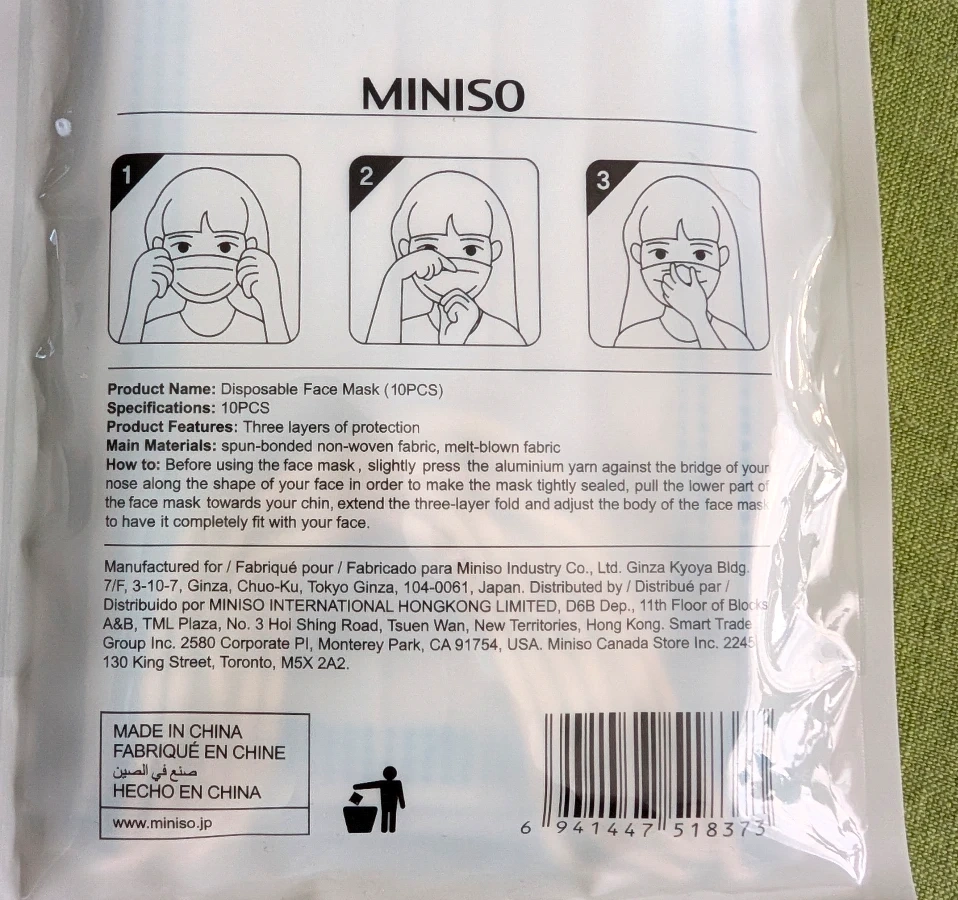 MINISO
1
2
3
Product Name: Disposable Face Mask (10PCS)
Specifications: 10PCS
Product Features: Three layers of protection
Main Materials: spun-bonded non-woven fabric, melt-blown fabric
How to: Before using the face mask, slightly press the aluminium yarn against the bridge of your
nose along the shape of your face in order to make the mask tightly sealed, pull the lower part of
the face mask towards your chin, extend the three-layer fold and adjust the body of the face mask
to have it completely fit with your face.
Manufactured for / Fabriqué pour / Fabricado para Miniso Industry Co., Ltd. Ginza Kyoya Bldg.
7/F, 3-10-7, Ginza, Chuo-Ku, Tokyo Ginza, 104-0061, Japan. Distributed by / Distribué par /
Distribuido por MINISO INTERNATIONAL HONGKONG LIMITED, D6B Dep., 11th Floor of Blocks
A&B, TML Plaza, No. 3 Hoi Shing Road, Tsuen Wan, New Territories, Hong Kong. Smart Trade
Group Inc. 2580 Corporate Pl, Monterey Park, CA 91754, USA. Miniso Canada Store Inc. 2245
130 King Street, Toronto, M5X 2A2.
MADE IN CHINA
FABRIQUÉ EN CHINE
صنع في الصين
HECHO EN CHINA
www.miniso.jp
6 941447 518373